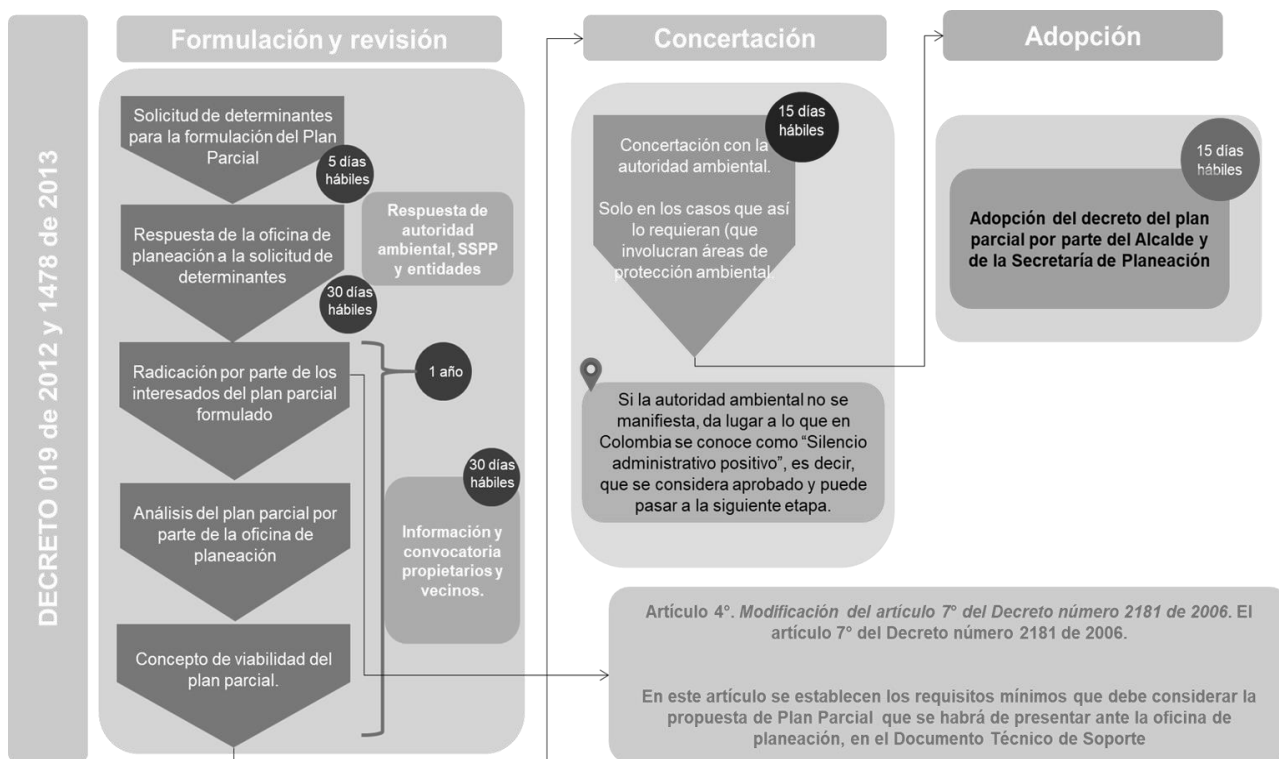 DECRETO 019 de 2012 y 1478 de 2013
Formulación y revisión
Solicitud de determinantes
para la formulación del Plan
Parcial
5 días
hábiles
Respuesta de la oficina de
planeación a la solicitud de
determinantes
Respuesta de
autoridad
ambiental, SSPP
y entidades
30 días
hábiles
Radicación por parte de los
interesados del plan parcial
formulado
1 año
Análisis del plan parcial por
parte de la oficina de
planeación
30 días
hábiles
Información y
convocatoria
propietarios y
vecinos.
Concepto de viabilidad del
plan parcial.
Concertación
15 días
hábiles
Concertación con la
autoridad ambiental.
Solo en los casos que así
lo requieran (que
involucran áreas de
protección ambiental.
Si la autoridad ambiental no se
manifiesta, da lugar a lo que en
Colombia se conoce como “Silencio
administrativo positivo”, es decir,
que se considera aprobado y puede
pasar a la siguiente etapa.
Adopción
15 días
hábiles
Adopción del decreto del plan
parcial por parte del Alcalde y
de la Secretaría de Planeación
Artículo 4°. Modificación del artículo 7° del Decreto número 2181 de 2006. El
artículo 7° del Decreto número 2181 de 2006.
En este artículo se establecen los requisitos mínimos que debe considerar la
propuesta de Plan Parcial que se habrá de presentar ante la oficina de
planeación, en el Documento Técnico de Soporte